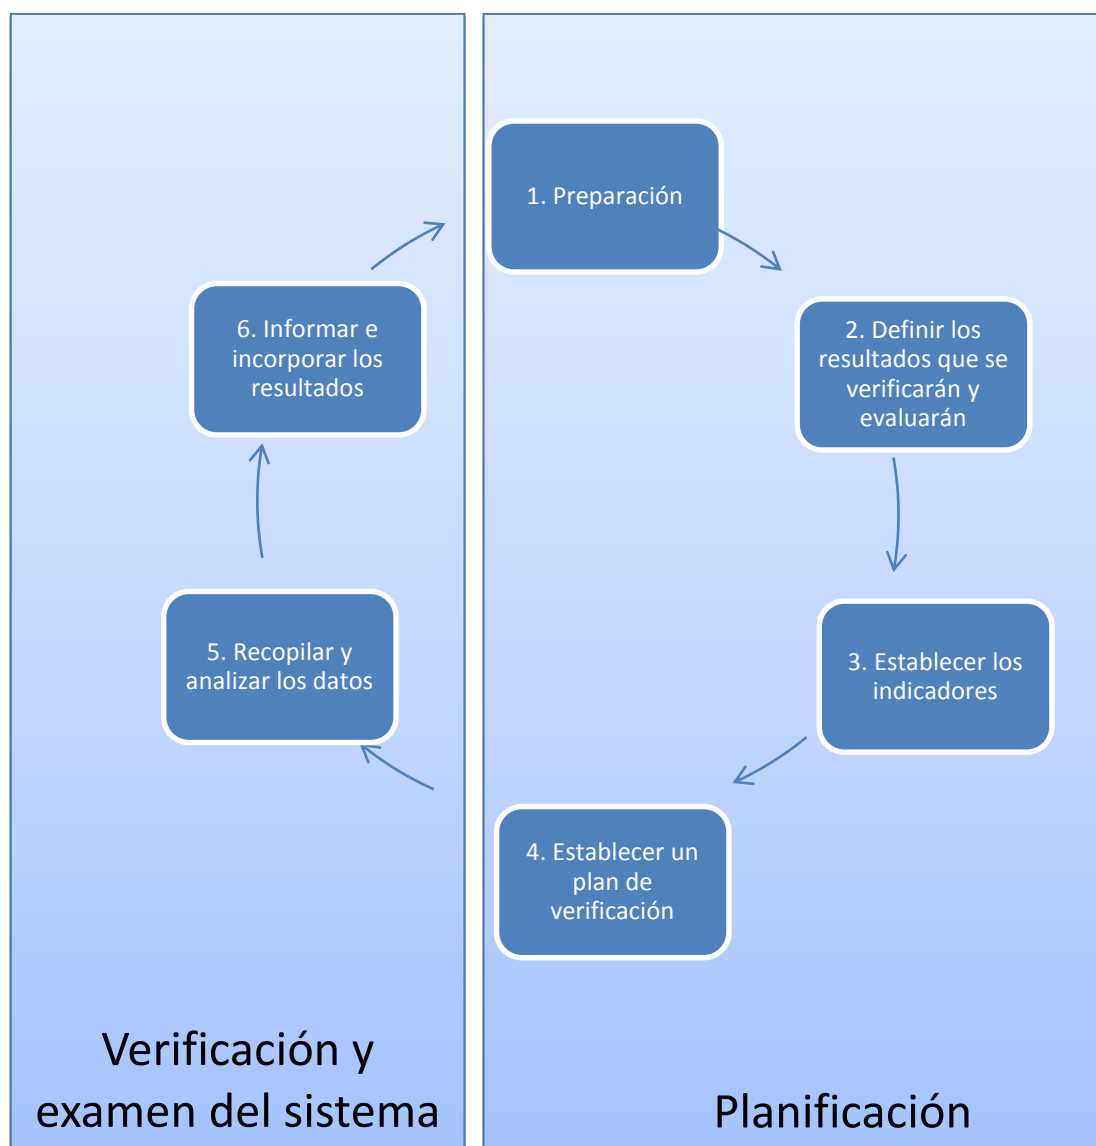 1. Preparación
2. Definir los
resultados que se
verificarán y
evaluarán
3. Establecer los
indicadores
4. Establecer un
plan de
verificación
5. Recopilar y
analizar los datos
6. Informar e
incorporar los
resultados
Verificación y
examen del sistema
Planificación